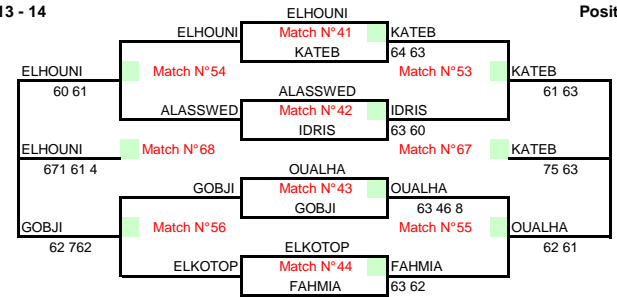 13 - 14 ELHOUNI Posit
ELHOUNI Match N°41 KATEB
KATEB 64 63
ELHOUNI Match N°54 Match N°53 KATEB
60 61 ALASSWED 61 63
ALASSWED Match N°42 IDRIS
IDRIS 63 60
ELHOUNI Match N°68 Match N°67 KATEB
671 61 4 OUALHA 75 63
GOBJI Match N°43 OUALHA
GOBJI 63 46 8
GOBJI Match N°56 Match N°55 OUALHA
62 762 ELKOTOP 62 61
ELKOTOP Match N°44 FAHMIA
FAHMIA 63 62